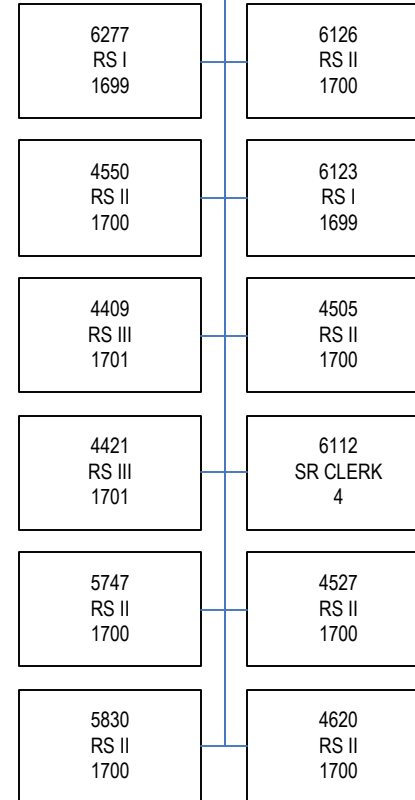 6277
RS I
1699
6126
RS II
1700
4550
RS II
1700
6123
RS I
1699
4409
RS III
1701
4505
RS II
1700
4421
RS III
1701
6112
SR CLERK
4
5747
RS II
1700
4527
RS II
1700
5830
RS II
1700
4620
RS II
1700